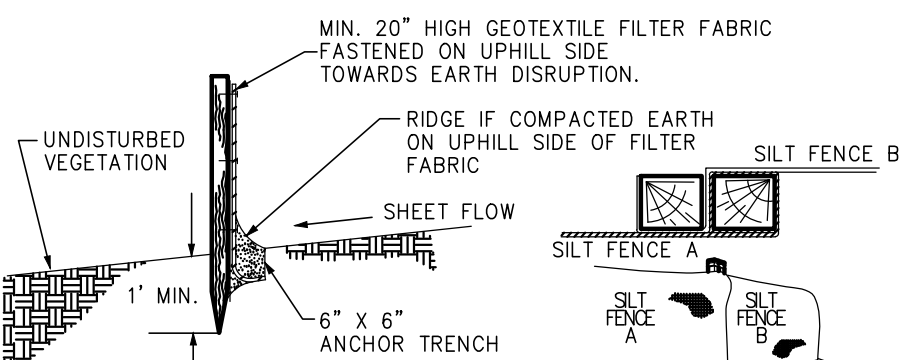 MIN. 20” HIGH GEOTEXTILE FILTER FABRIC
FASTENED ON UPHILL SIDE
TOWARDS EARTH DISRUPTION.
RIDGE IF COMPACTED EARTH
ON UPHILL SIDE OF FILTER
FABRIC
UNDISTURBED
VEGETATION
SHEET FLOW
1’ MIN.
6” X 6”
ANCHOR TRENCH
SILT FENCE B
SILT FENCE A
SILT
FENCE
A
SILT
FENCE
B